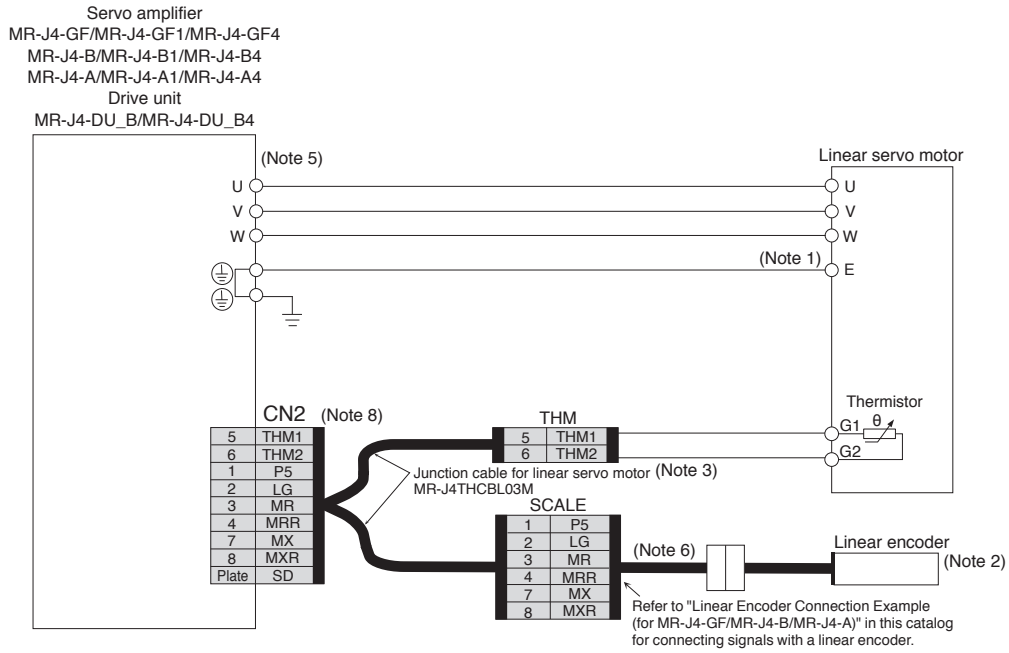 Servo amplifier
MR-J4-GF/MR-J4-GF1/MR-J4-GF4
MR-J4-B/MR-J4-B1/MR-J4-B4
MR-J4-A/MR-J4-A1/MR-J4-A4
Drive unit
MR-J4-DU_B/MR-J4-DU_B4
(Note 5)
Linear servo motor
U U
V V
W W
(Note 1)
E
Thermistor
CN2 (Note 8)
THM
G1 θ
5 THM1
6 THM2
1 P5
2 LG
3 MR
4 MRR
7 MX
8 MXR
Plate SD
5 THM1
6 THM2
G2
Junction cable for linear servo motor (Note 3)
MR-J4THCBL03M
SCALE
1 P5
2 LG
3 MR
4 MRR
7 MX
8 MXR
(Note 6)
Linear encoder
(Note 2)
Refer to "Linear Encoder Connection Example
(for MR-J4-GF/MR-J4-B/MR-J4-A)" in this catalog
for connecting signals with a linear encoder.